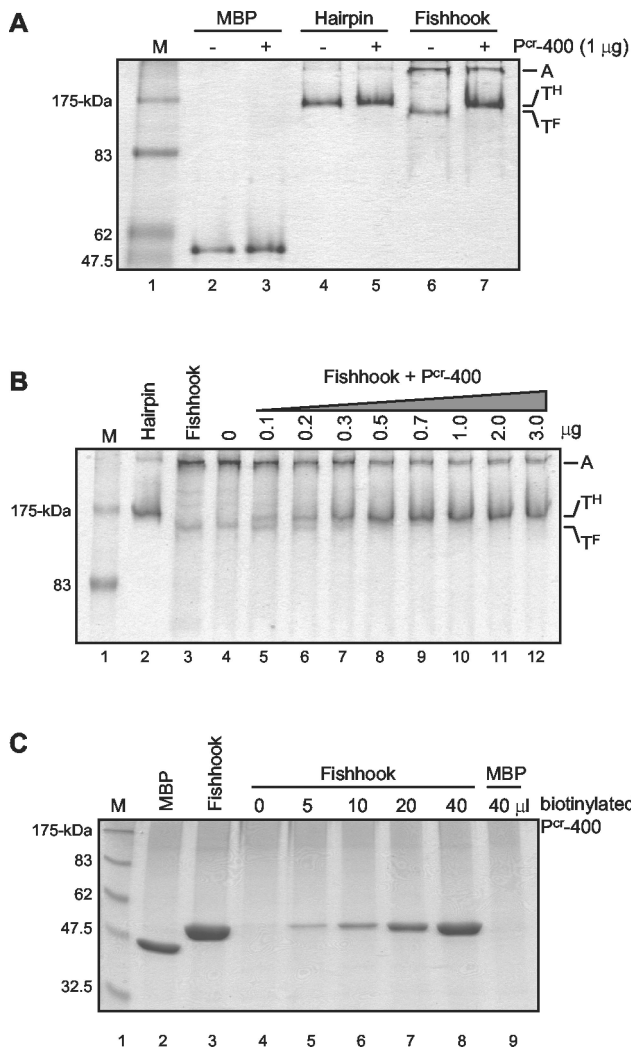 A
MBP Hairpin Fishhook
M - + - + - + Pcr-400 (1 µg)
A
175-kDa
TH
TF
83
62
47.5
1 2 3 4 5 6 7
B
Fishhook + Pcr-400
M Hairpin Fishhook 0 0.1 0.2 0.3 0.5 0.7 1.0 2.0 3.0 µg
A
175-kDa
TH
TF
83
1 2 3 4 5 6 7 8 9 10 11 12
C
Fishhook MBP
M MBP Fishhook 0 5 10 20 40 40 µl biotinylated
Pcr-400
175-kDa
83
62
47.5
32.5
1 2 3 4 5 6 7 8 9